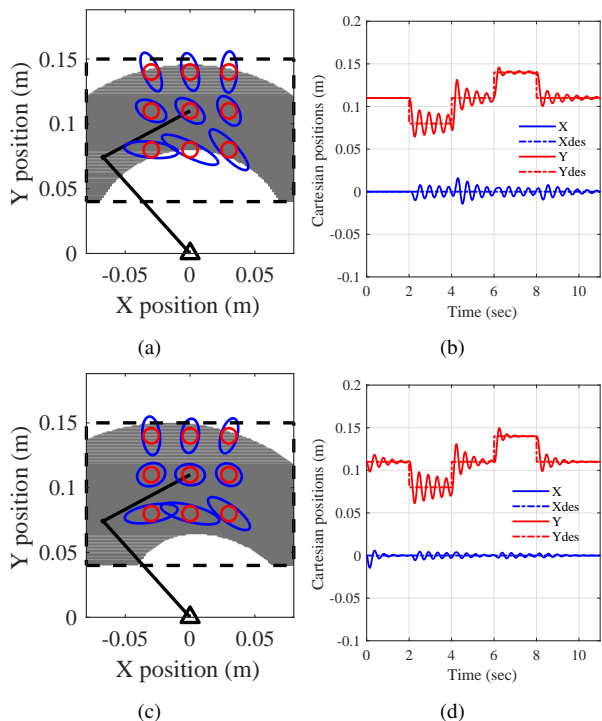 0.15
0.1
0.05
0
Y position (m)
-0.05
0
0.05
X position (m)
(a)
0.2
0.15
0.1
0.05
0
-0.05
-0.1
Cartesian positions (m)
X
Xdes
Y
Ydes
0
2
4
6
8
10
Time (sec)
(b)
0.15
0.1
0.05
0
Y position (m)
-0.05
0
0.05
X position (m)
(c)
0.2
0.15
0.1
0.05
0
-0.05
-0.1
Cartesian positions (m)
X
Xdes
Y
Ydes
0
2
4
6
8
10
Time (sec)
(d)